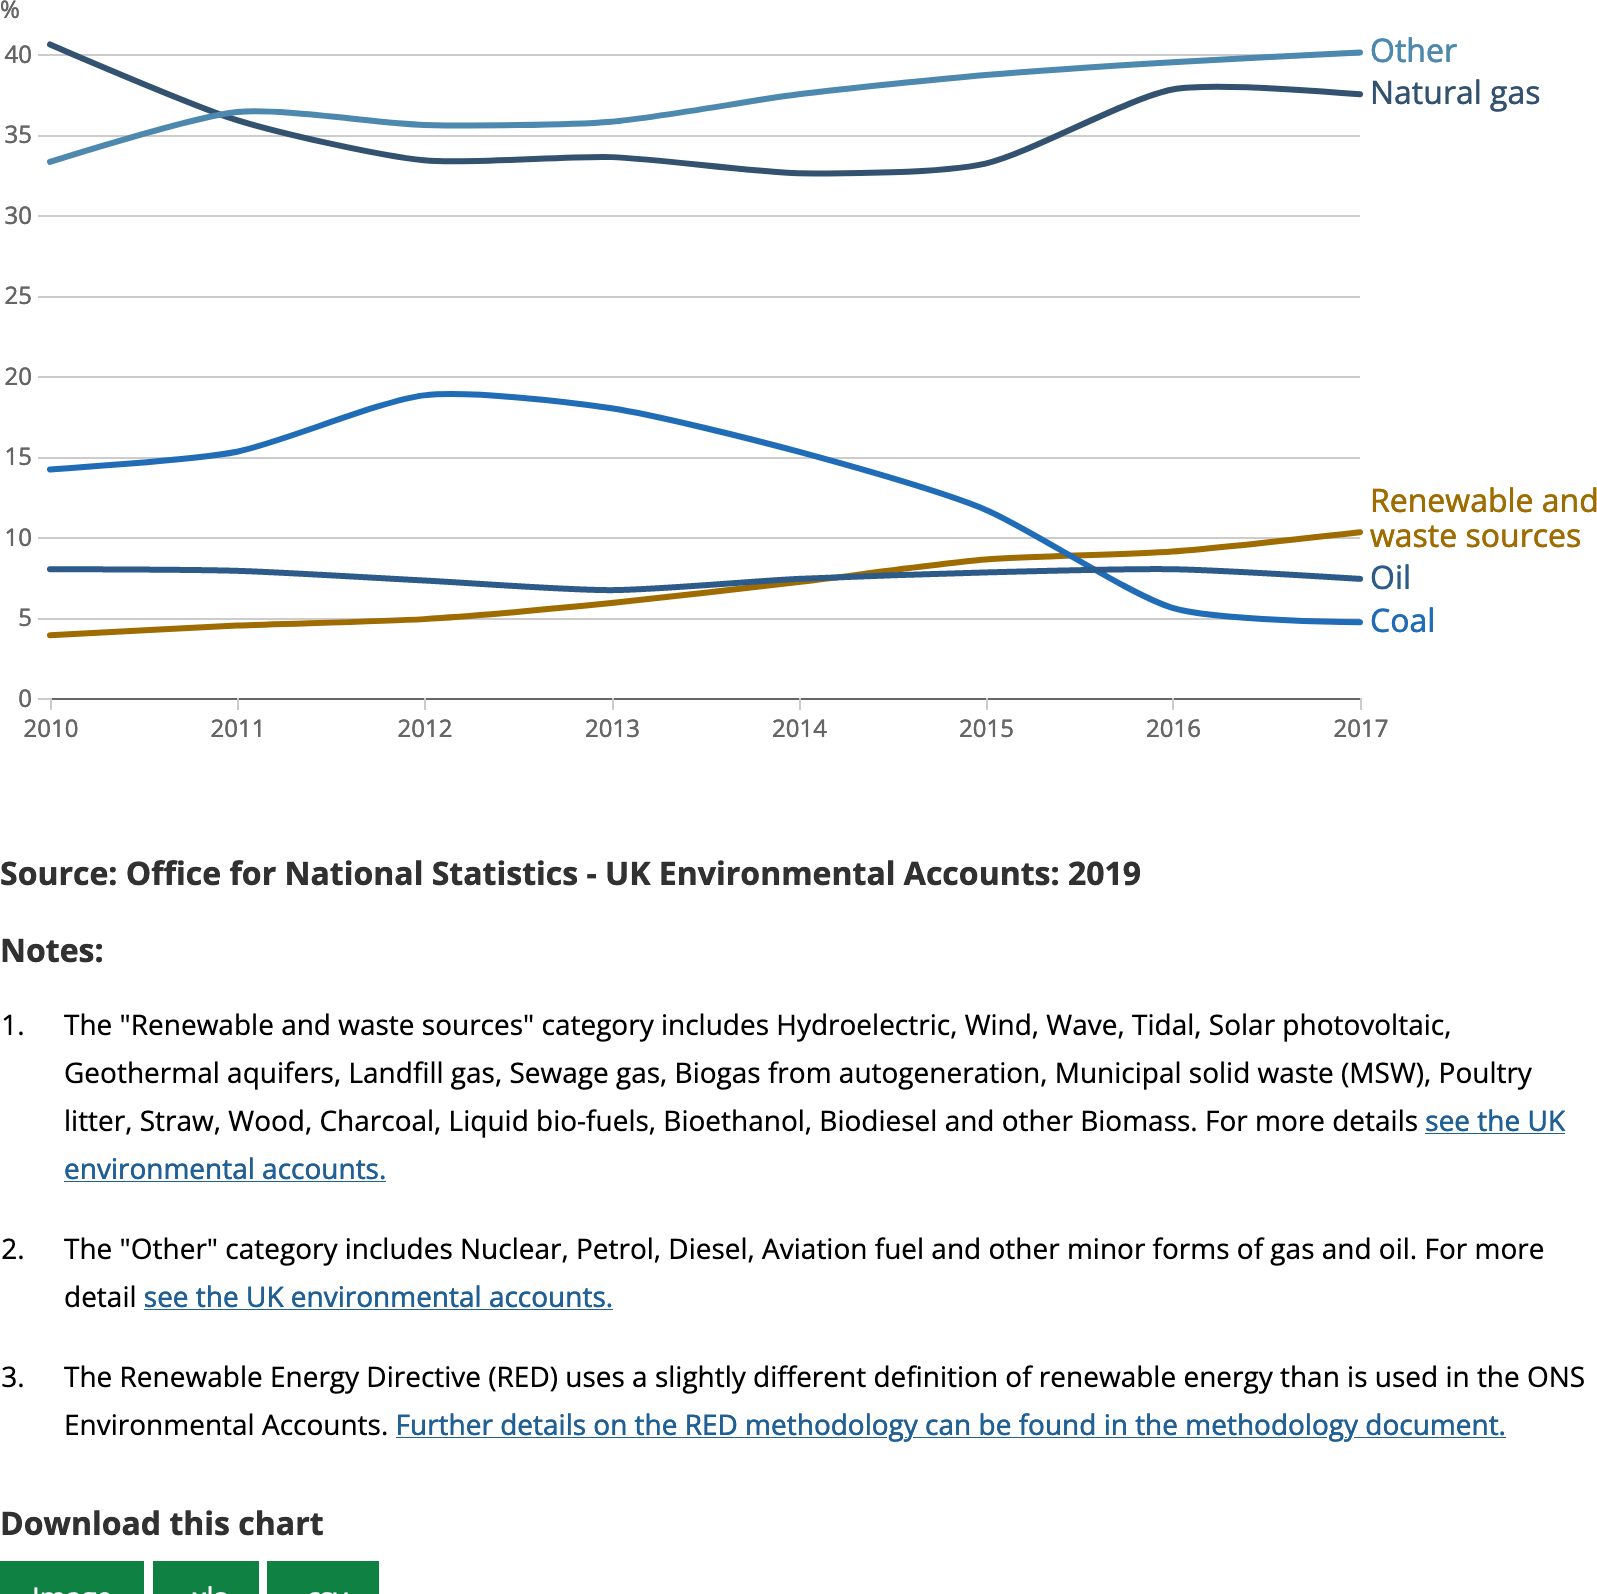 %
40
35
30
25
20
15
10
5
0
Other
Natural gas
Renewable and
waste sources
Oil
Coal
2010 2011 2012 2013 2014 2015 2016 2017
Source: Office for National Statistics - UK Environmental Accounts: 2019
Notes:
1. The "Renewable and waste sources" category includes Hydroelectric, Wind, Wave, Tidal, Solar photovoltaic,
Geothermal aquifers, Landfill gas, Sewage gas, Biogas from autogeneration, Municipal solid waste (MSW), Poultry
litter, Straw, Wood, Charcoal, Liquid bio-fuels, Bioethanol, Biodiesel and other Biomass. For more details see the UK
environmental accounts.
2. The "Other" category includes Nuclear, Petrol, Diesel, Aviation fuel and other minor forms of gas and oil. For more
detail see the UK environmental accounts.
3. The Renewable Energy Directive (RED) uses a slightly different definition of renewable energy than is used in the ONS
Environmental Accounts. Further details on the RED methodology can be found in the methodology document.
Download this chart